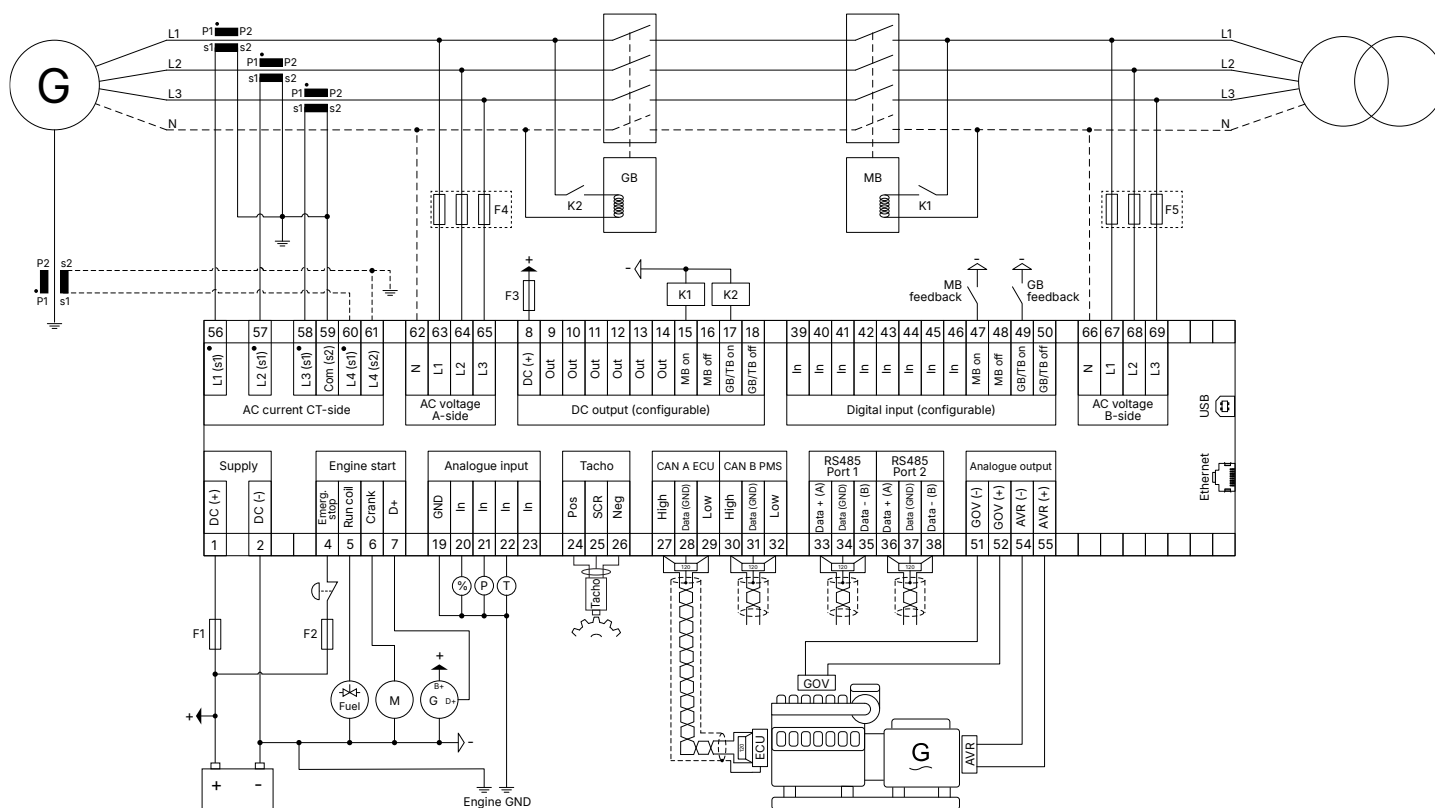 L1
P1 P2
s1 s2
L2
P1 P2
s1 s2
L3
P1 P2
s1 s2
N
G
L1
L2
L3
N
GB
K2
MB
K1
F4
F5
P2 s2
P1 s1
+
F3
-
K1 K2
- -
MB
feedback
GB
feedback
56 57 58 59 60 61 62 63 64 65 8 9 10 11 12 13 14 15 16 17 18 39 40 41 42 43 44 45 46 47 48 49 50 66 67 68 69
L1 (s1)
L2 (s1)
L3 (s1)
Com (s2)
L4 (s1)
L4 (s2)
N
L1
L2
L3
DC (+)
Out
Out
Out
Out
Out
Out
MB on
MB off
GB/TB on
GB/TB off
In
In
In
In
In
In
In
In
MB on
MB off
GB/TB on
GB/TB off
N
L1
L2
L3
AC current CT-side
AC voltage
A-side
DC output (configurable)
Digital input (configurable)
AC voltage
B-side
USB
Ethernet
Supply
Engine start
Analogue input
Tacho
CAN A ECU
CAN B PMS
RS485
Port 1
RS485
Port 2
Analogue output
DC (+)
DC (-)
Emerg.
stop
Run coil
Crank
D+
GND
In
In
In
In
Pos
SCR
Neg
High
Data (GND)
Low
High
Data (GND)
Low
Data + (A)
Data (GND)
Data - (B)
Data + (A)
Data (GND)
Data - (B)
GOV (-)
GOV (+)
AVR (-)
AVR (+)
1 2 4 5 6 7 19 20 21 22 23 24 25 26 27 28 29 30 31 32 33 34 35 36 37 38 51 52 54 55
120 120 120 120
% P T
Tacho
F1
F2
+
B+
G D+
Fuel
M
+
-
+ -
Engine GND
GOV
120
ECU
G
AVR